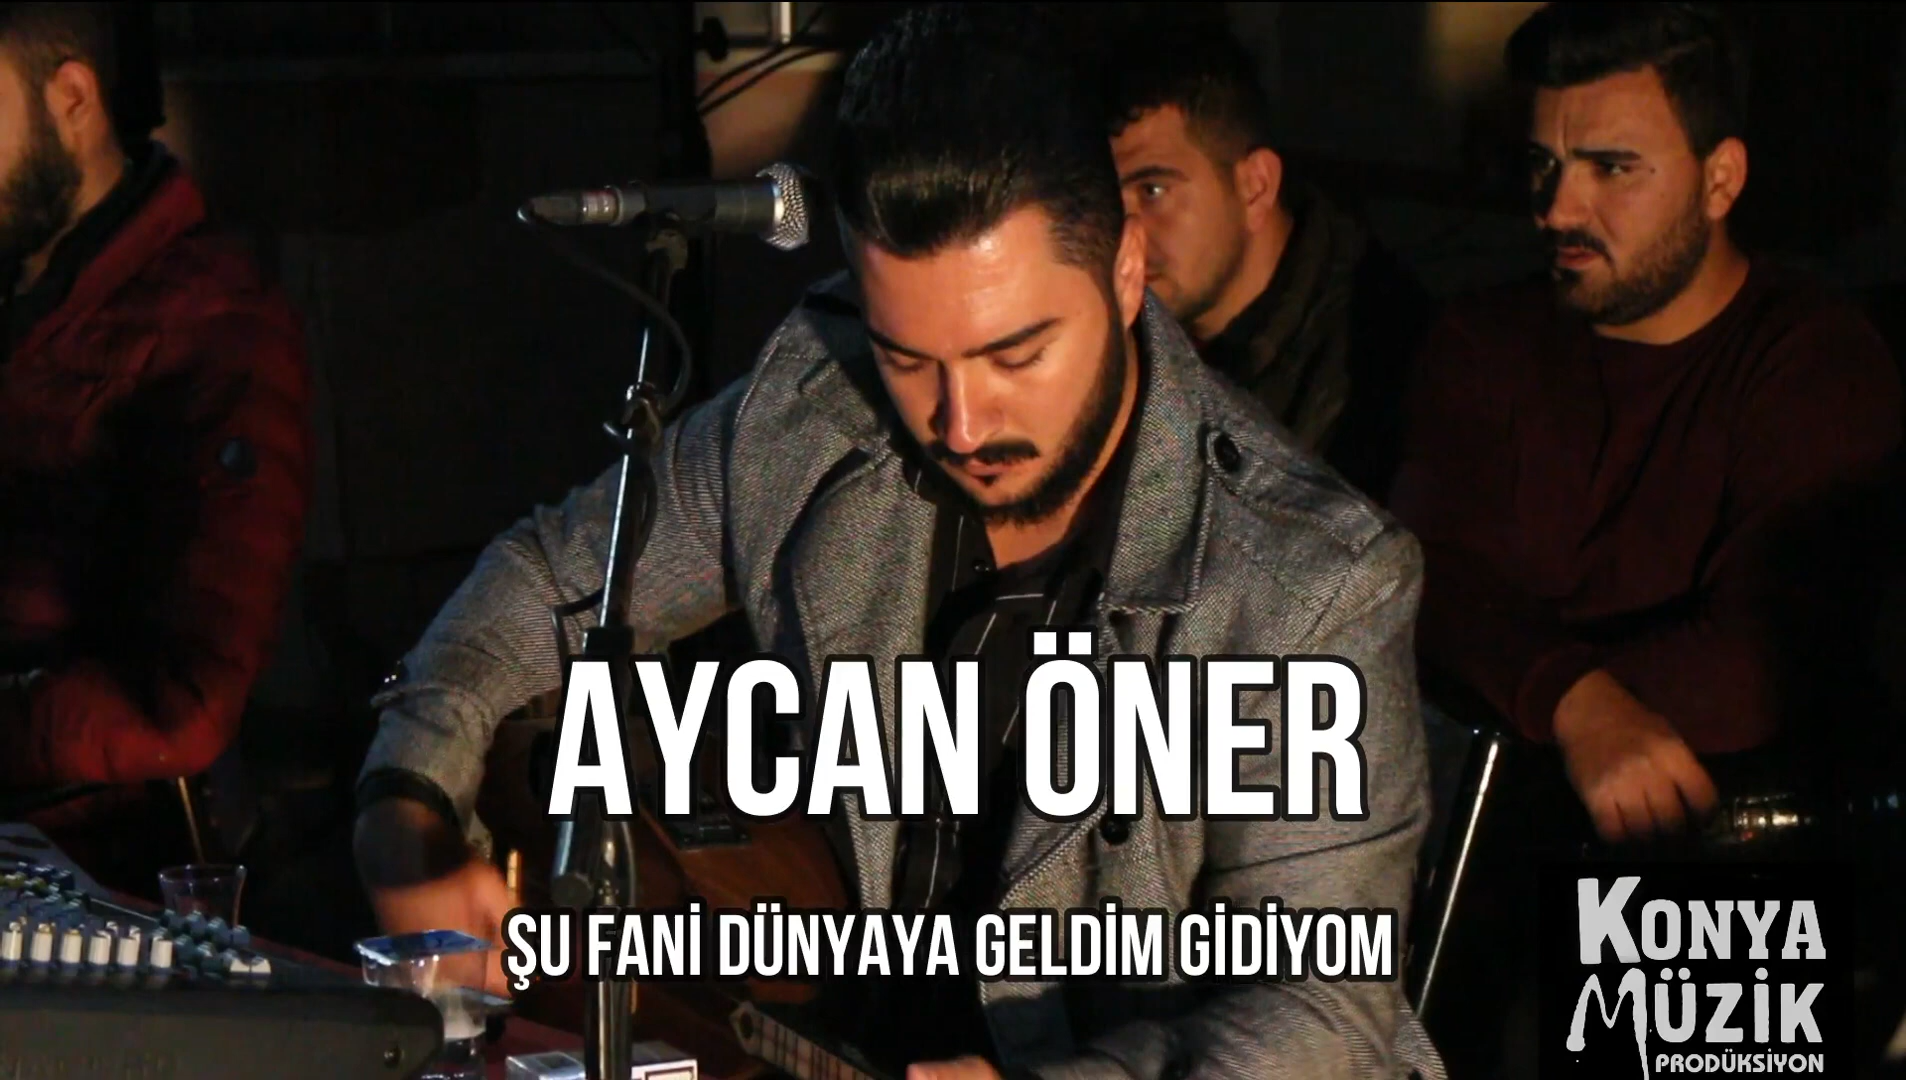 AYCAN ÖNER
ŞU FANİ DÜNYAYA GELDİM GİDİYOM
KONYA
MÜZİK
PRODÜKSİYON